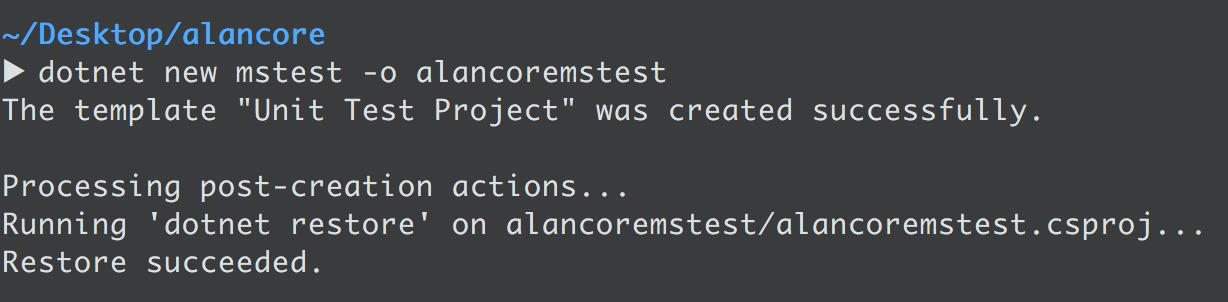 ~/Desktop/alancore
▶ dotnet new mstest -o alancoremstest
The template "Unit Test Project" was created successfully.
Processing post-creation actions...
Running 'dotnet restore' on alancoremstest/alancoremstest.csproj...
Restore succeeded.